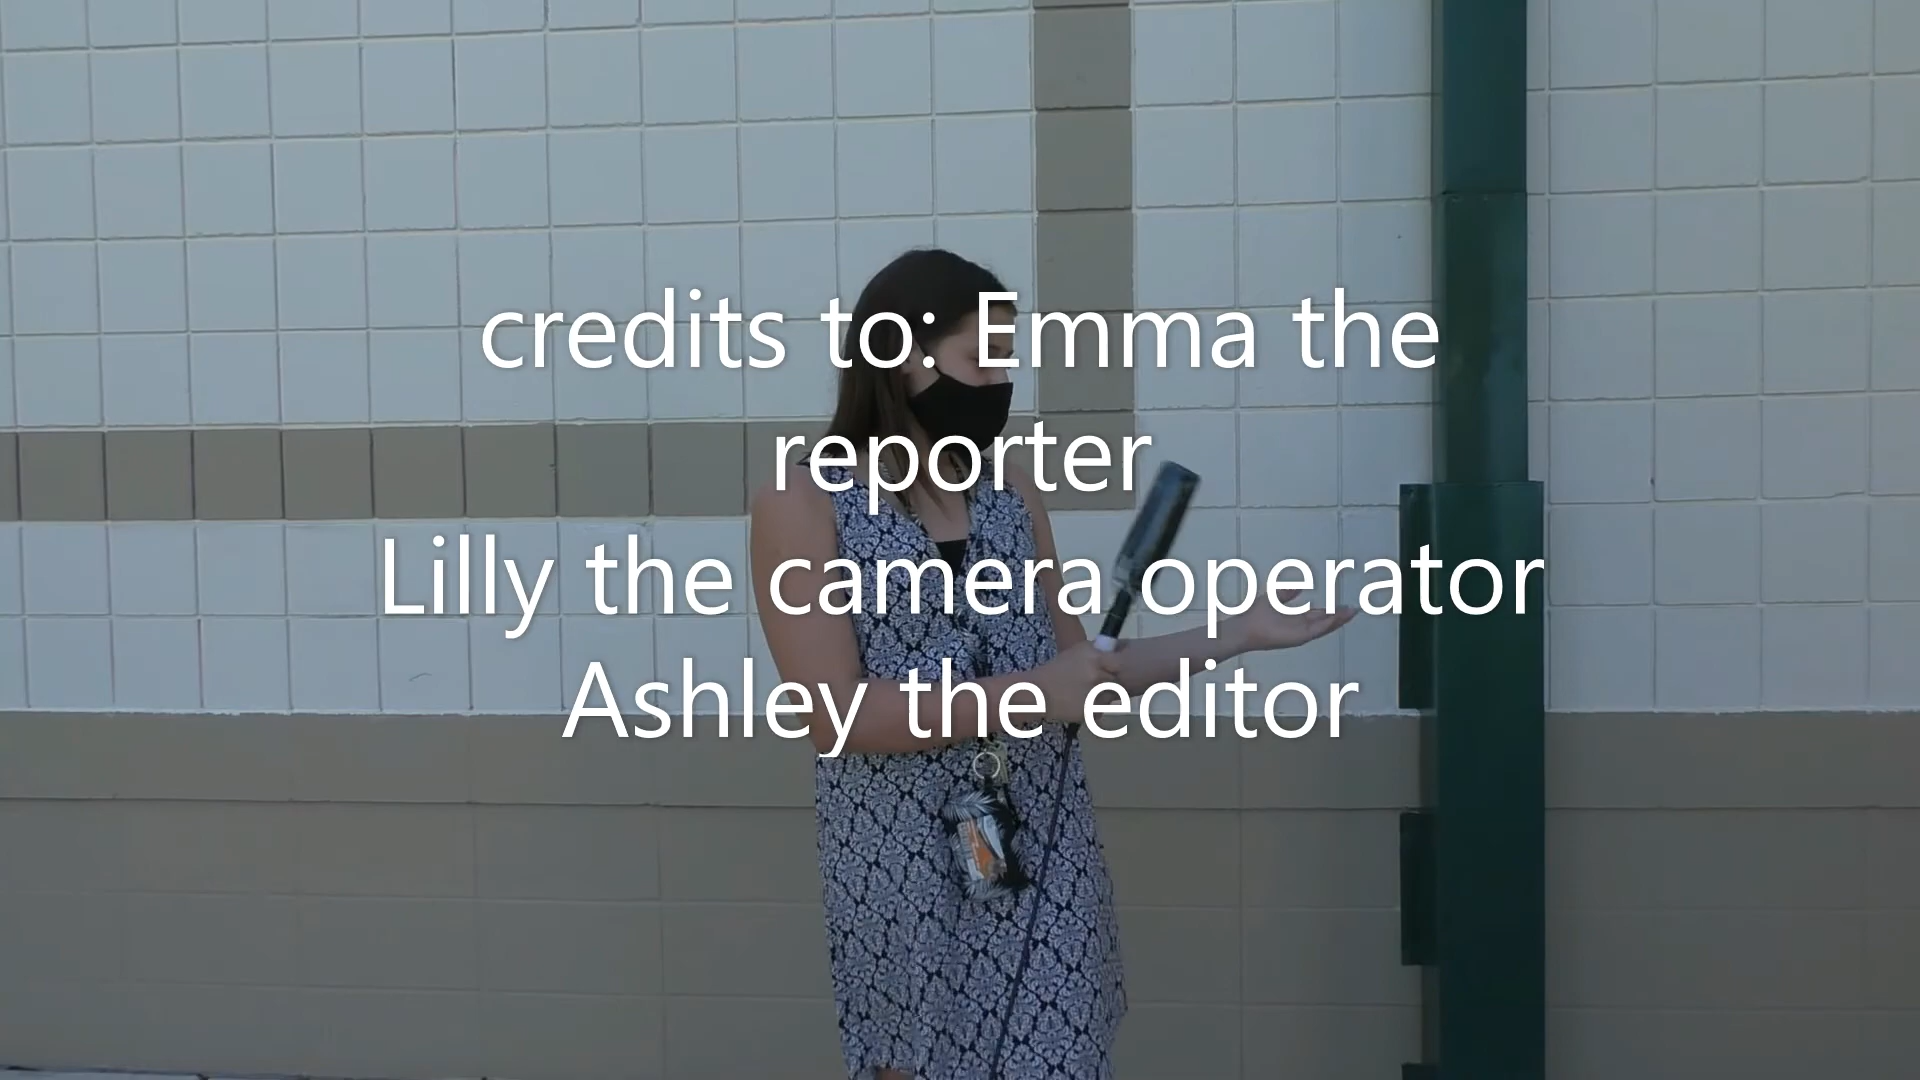 credits to: Emma the
reporter
Lilly the camera operator
Ashley the editor